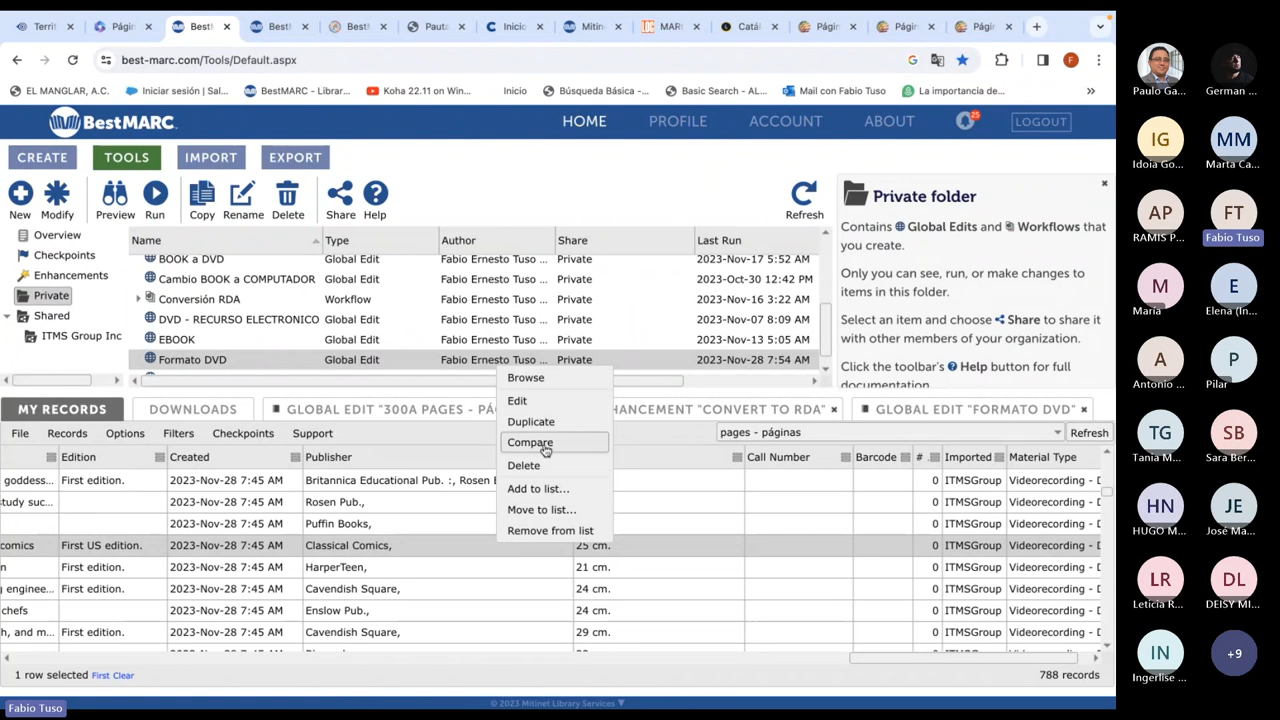 Territ
Págin
BestM
BestM
Best
Pauta
Inicio
Mitine
MAR
Catál
Págin
Págin
Págin
best-marc.com/Tools/Default.aspx
F
EL MANGLAR, A.C.
Iniciar sesión | Sal...
BestMARC - Librar...
Koha 22.11 on Win...
Inicio
Búsqueda Básica -...
Basic Search - AL...
Mail con Fabio Tuso
La importancia de...
BestMARC
HOME
PROFILE
ACCOUNT
ABOUT
25
LOGOUT
CREATE
TOOLS
IMPORT
EXPORT
New
Modify
Preview
Run
Copy
Rename
Delete
Share
Help
Refresh
Overview
Checkpoints
Enhancements
Private
Shared
ITMS Group Inc
Name Type Author Share Last Run
BOOK a DVD Global Edit Fabio Ernesto Tuso ... Private 2023-Nov-17 5:52 AM
Cambio BOOK a COMPUTADOR Global Edit Fabio Ernesto Tuso ... Private 2023-Oct-30 12:42 PM
Conversión RDA Workflow Fabio Ernesto Tuso ... Private 2023-Nov-16 3:22 AM
DVD - RECURSO ELECTRONICO Global Edit Fabio Ernesto Tuso ... Private 2023-Nov-07 8:09 AM
EBOOK Global Edit Fabio Ernesto Tuso ... Private 2023-Nov-13 5:05 AM
Formato DVD Global Edit Fabio Ernesto Tuso ... Private 2023-Nov-28 7:54 AM
Private folder
Contains Global Edits and Workflows that
you create.
Only you can see, run, or make changes to
items in this folder.
Select an item and choose Share to share it
with other members of your organization.
Click the toolbar's Help button for full
documentation.
MY RECORDS
DOWNLOADS
GLOBAL EDIT "300A PAGES - PÁ
HANCEMENT "CONVERT TO RDA"
GLOBAL EDIT "FORMATO DVD"
File Records Options Filters Checkpoints Support
pages - páginas
Refresh
Edition Created Publisher Call Number Barcode # . Imported Material Type
goddess... First edition. 2023-Nov-28 7:45 AM Britannica Educational Pub. :, Rosen E 0 ITMSGroup Videorecording - D
study suc... 2023-Nov-28 7:45 AM Rosen Pub., 0 ITMSGroup Videorecording - D
2023-Nov-28 7:45 AM Puffin Books, 0 ITMSGroup Videorecording - D
comics First US edition. 2023-Nov-28 7:45 AM Classical Comics, 25 cm. 0 ITMSGroup Videorecording - D
n First edition. 2023-Nov-28 7:45 AM HarperTeen, 21 cm. 0 ITMSGroup Videorecording - D
engine... First edition. 2023-Nov-28 7:45 AM Cavendish Square, 24 cm. 0 ITMSGroup Videorecording - D
chefs 2023-Nov-28 7:45 AM Enslow Pub., 24 cm. 0 ITMSGroup Videorecording - D
h, and m... First edition. 2023-Nov-28 7:45 AM Cavendish Square, 29 cm. 0 ITMSGroup Videorecording - D
Browse
Edit
Duplicate
Compare
Delete
Add to list...
Move to list...
Remove from list
1 row selected First Clear
788 records
© 2023 Mitinet Library Services
Fabio Tuso
Paulo Ga...
German ...
IG
Idoia Go...
MM
Marta Ca...
AP
RAMIS P...
FT
Fabio Tuso
M
María
E
Elena (In...
A
Antonio ...
P
Pilar
TG
Tania M...
SB
Sara Ber...
HN
HUGO M...
JE
José Ma...
LR
Leticia R...
DL
DEISY MI...
IN
Ingerlise ...
+9